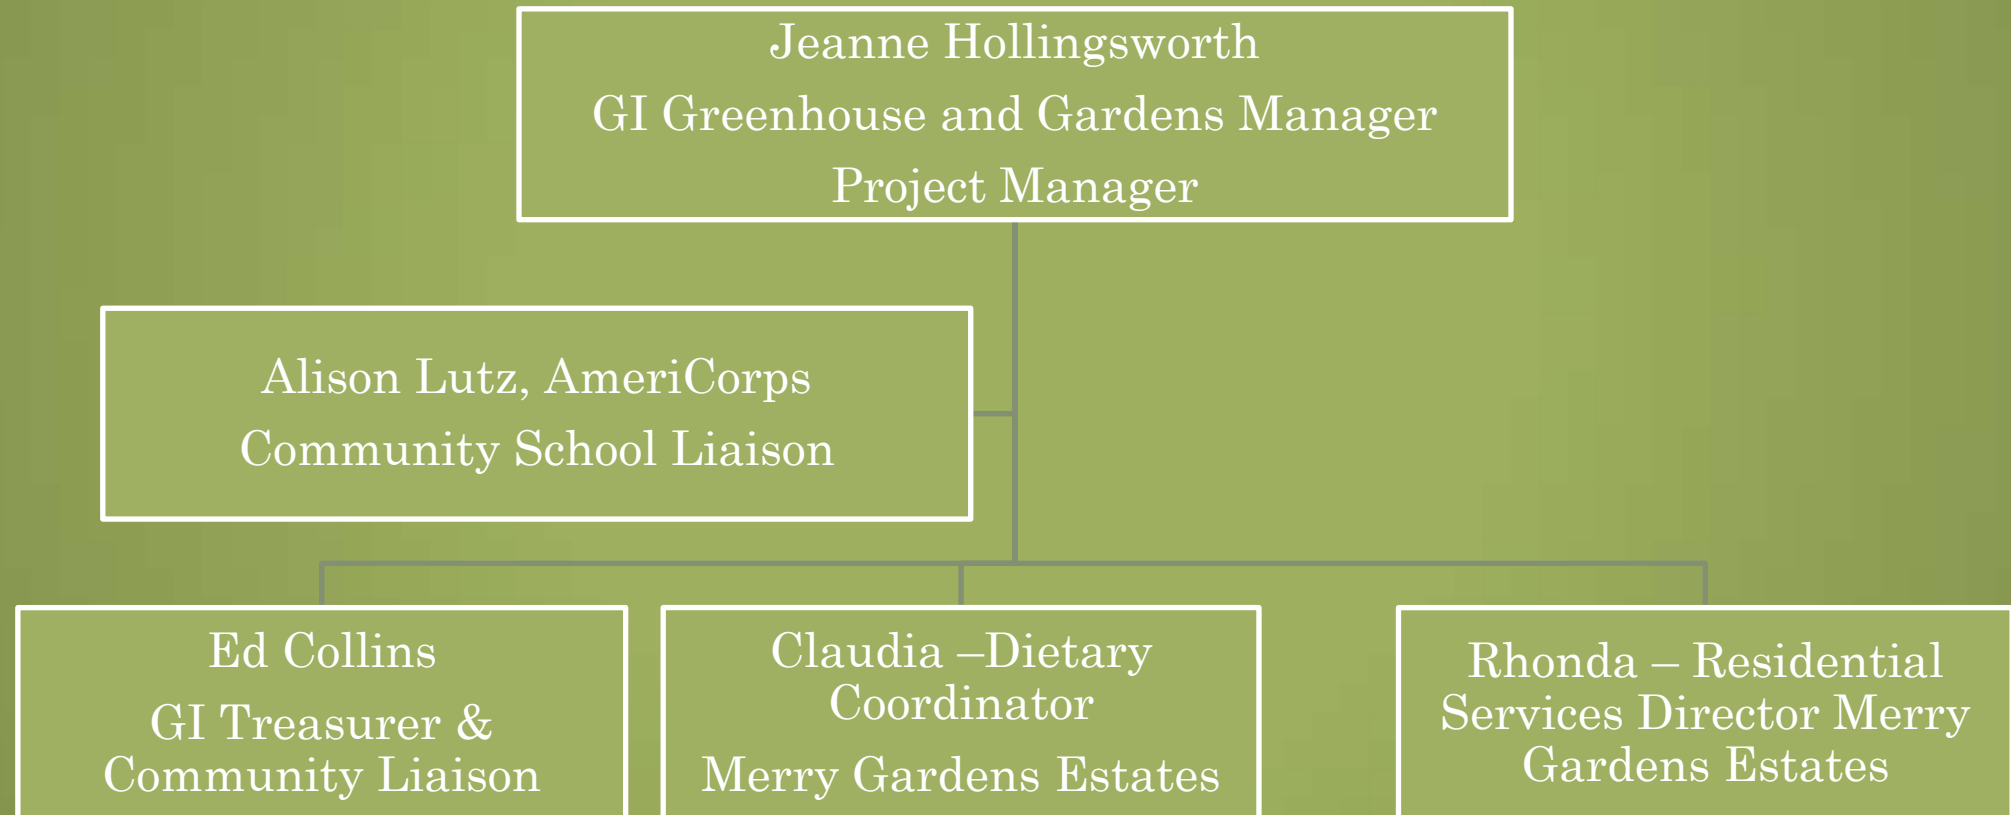 Jeanne Hollingsworth
GI Greenhouse and Gardens Manager
Project Manager
Alison Lutz, AmeriCorps
Community School Liaison
Ed Collins
GI Treasurer &
Community Liaison
Claudia –Dietary
Coordinator
Merry Gardens Estates
Rhonda – Residential
Services Director Merry
Gardens Estates